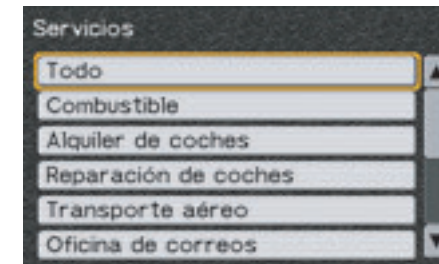 Servicios
Todo
Combustible
Alquiler de coches
Reparación de coches
Transporte aéreo
Oficina de correos